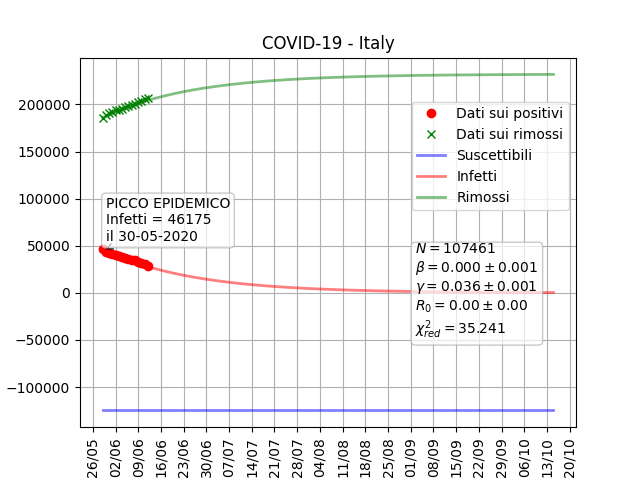 COVID-19 - Italy
200000
150000
100000
50000
0
−50000
−100000
Dati sui positivi
Dati sui rimossi
Suscettibili
Infetti
Rimossi
PICCO EPIDEMICO
Infetti = 46175
il 30-05-2020
N = 107461
β = 0.000 ± 0.001
γ = 0.036 ± 0.001
R₀ = 0.00 ± 0.00
χ²red = 35.241
26/05
02/06
09/06
16/06
23/06
30/06
07/07
14/07
21/07
28/07
04/08
11/08
18/08
25/08
01/09
08/09
15/09
22/09
29/09
06/10
13/10
20/10